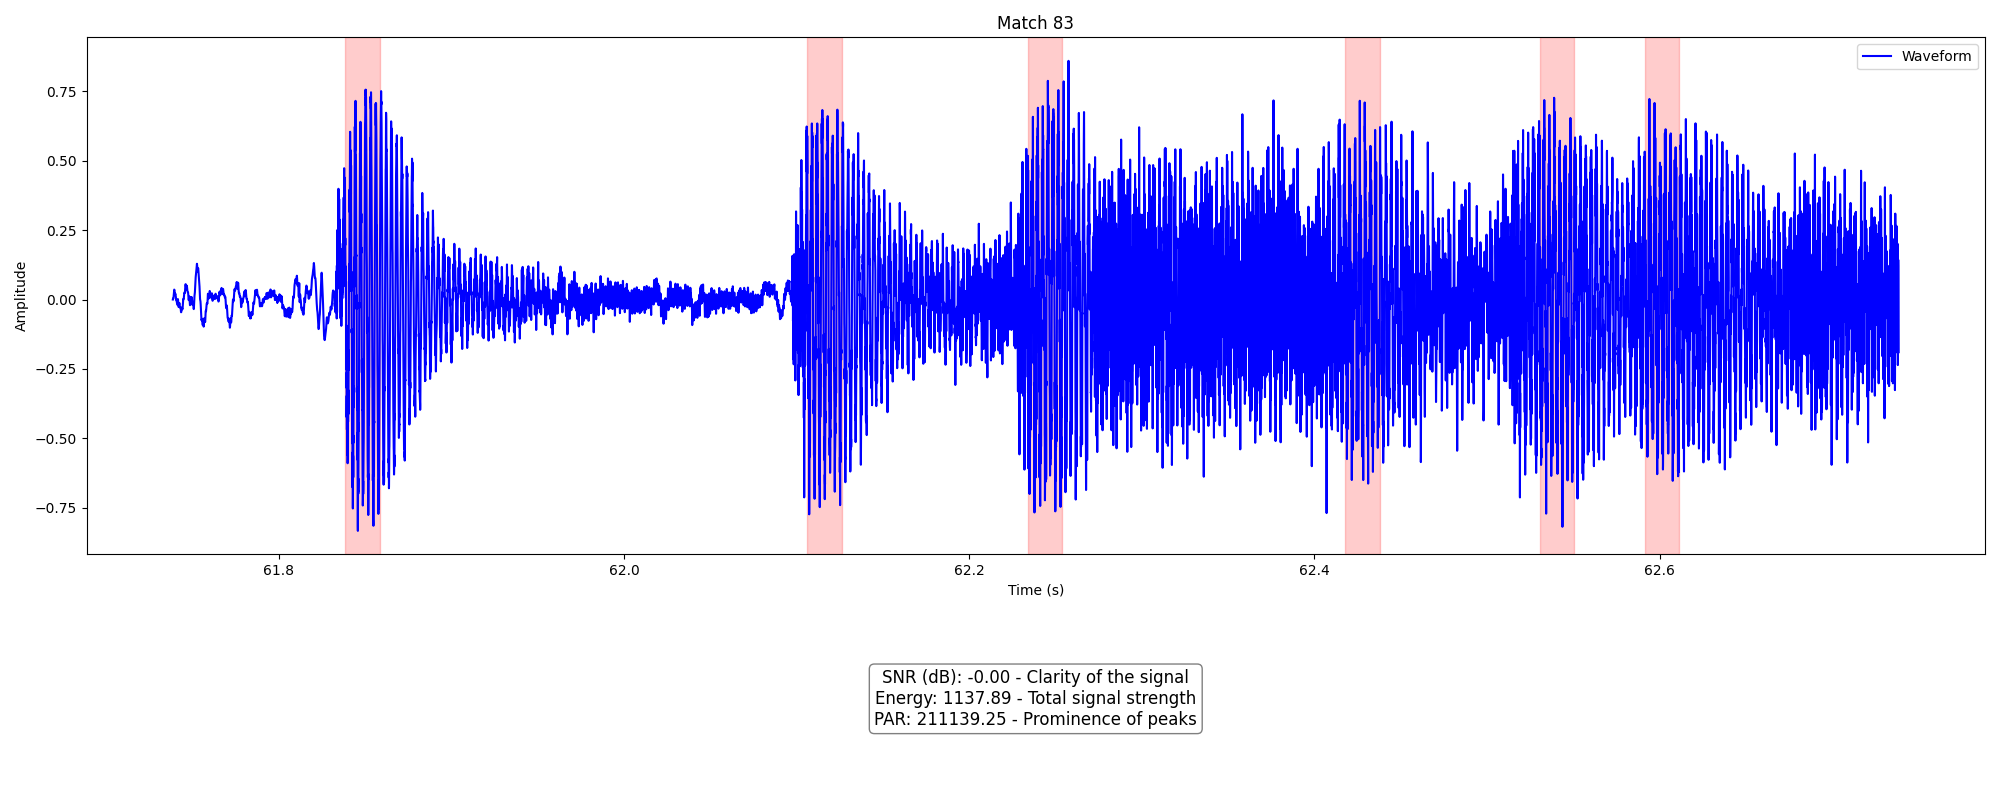 Match 83
Waveform
Amplitude
0.75
0.50
0.25
0.00
−0.25
−0.50
−0.75
61.8 62.0 62.2 62.4 62.6
Time (s)
SNR (dB): -0.00 - Clarity of the signal
Energy: 1137.89 - Total signal strength
PAR: 211139.25 - Prominence of peaks